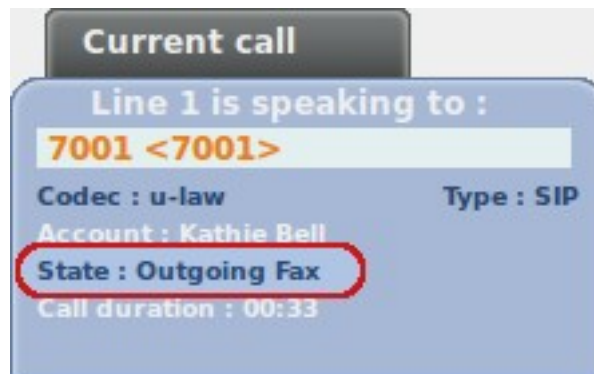 Current call
Line 1 is speaking to :
7001 <7001>
Codec : u-law Type : SIP
Account : Kathie Bell
State : Outgoing Fax
Call duration : 00:33